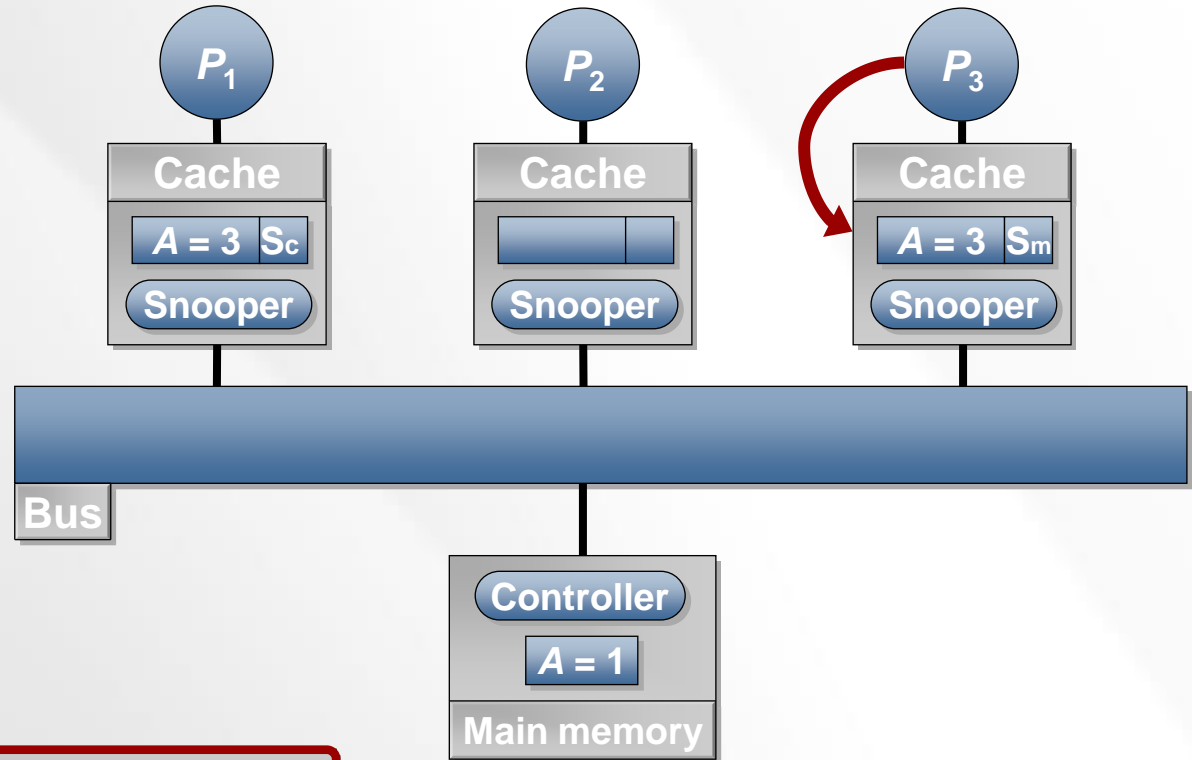 P1
P2
P3
Cache
Cache
Cache
A = 3 Sc
A = 3 Sm
Snooper
Snooper
Snooper
Bus
Controller
A = 1
Main memory